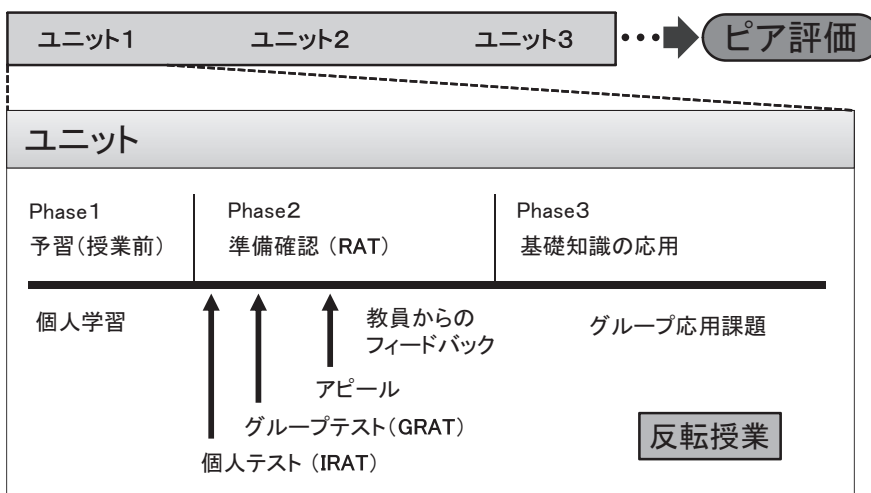 ユニット1 ユニット2 ユニット3 ・・・ ピア評価
ユニット
Phase1
予習(授業前)
Phase2
準備確認 (RAT)
Phase3
基礎知識の応用
個人学習
教員からの
フィードバック
グループ応用課題
アピール
グループテスト(GRAT)
個人テスト (IRAT)
反転授業